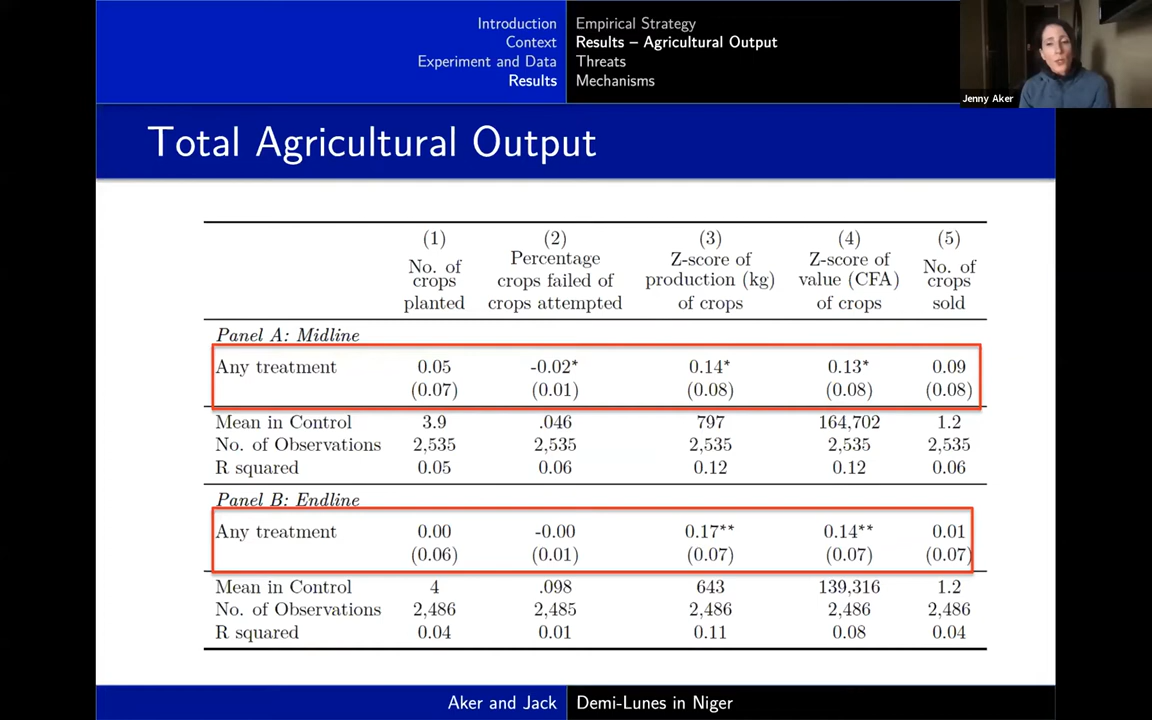 Introduction
Context
Experiment and Data
Results
Empirical Strategy
Results – Agricultural Output
Threats
Mechanisms
Jenny Aker
Total Agricultural Output
(1) (2) (3) (4) (5)
No. of crops planted
Percentage crops failed of crops attempted
Z-score of production (kg) of crops
Z-score of value (CFA) of crops
No. of crops sold
Panel A: Midline
Any treatment 0.05 -0.02* 0.14* 0.13* 0.09
(0.07) (0.01) (0.08) (0.08) (0.08)
Mean in Control 3.9 .046 797 164,702 1.2
No. of Observations 2,535 2,535 2,535 2,535 2,535
R squared 0.05 0.06 0.12 0.12 0.06
Panel B: Endline
Any treatment 0.00 -0.00 0.17** 0.14** 0.01
(0.06) (0.01) (0.07) (0.07) (0.07)
Mean in Control 4 .098 643 139,316 1.2
No. of Observations 2,486 2,485 2,486 2,486 2,486
R squared 0.04 0.01 0.11 0.08 0.04
Aker and Jack Demi-Lunes in Niger